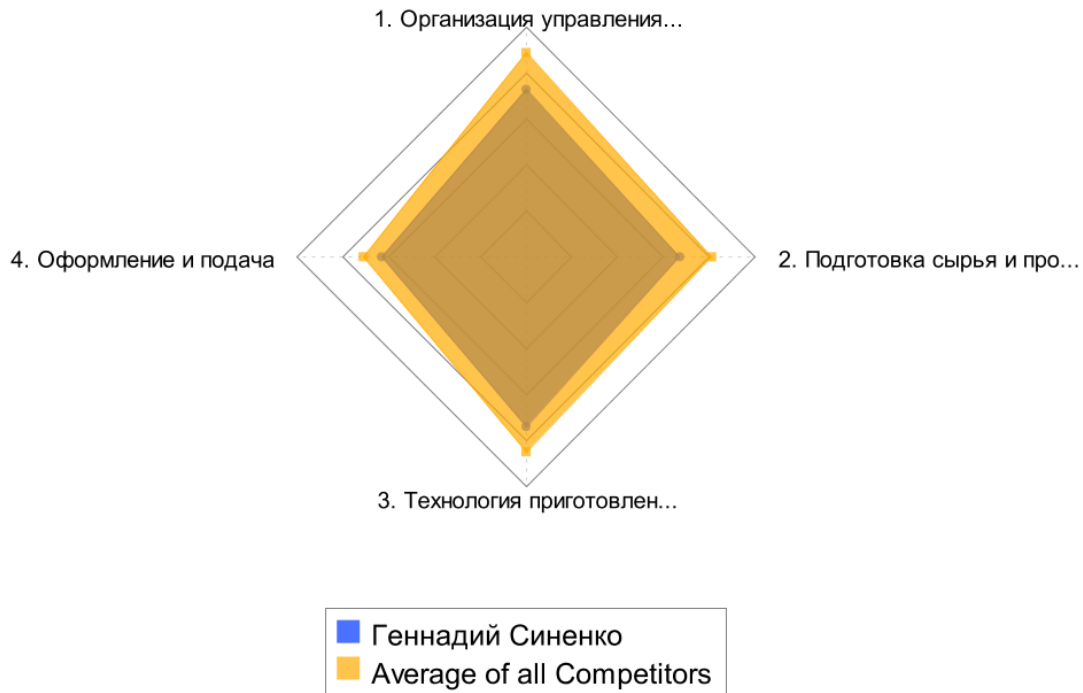 1. Организация управления...
4. Оформление и подача
2. Подготовка сырья и про...
3. Технология приготовлен...
Геннадий Синенко
Average of all Competitors